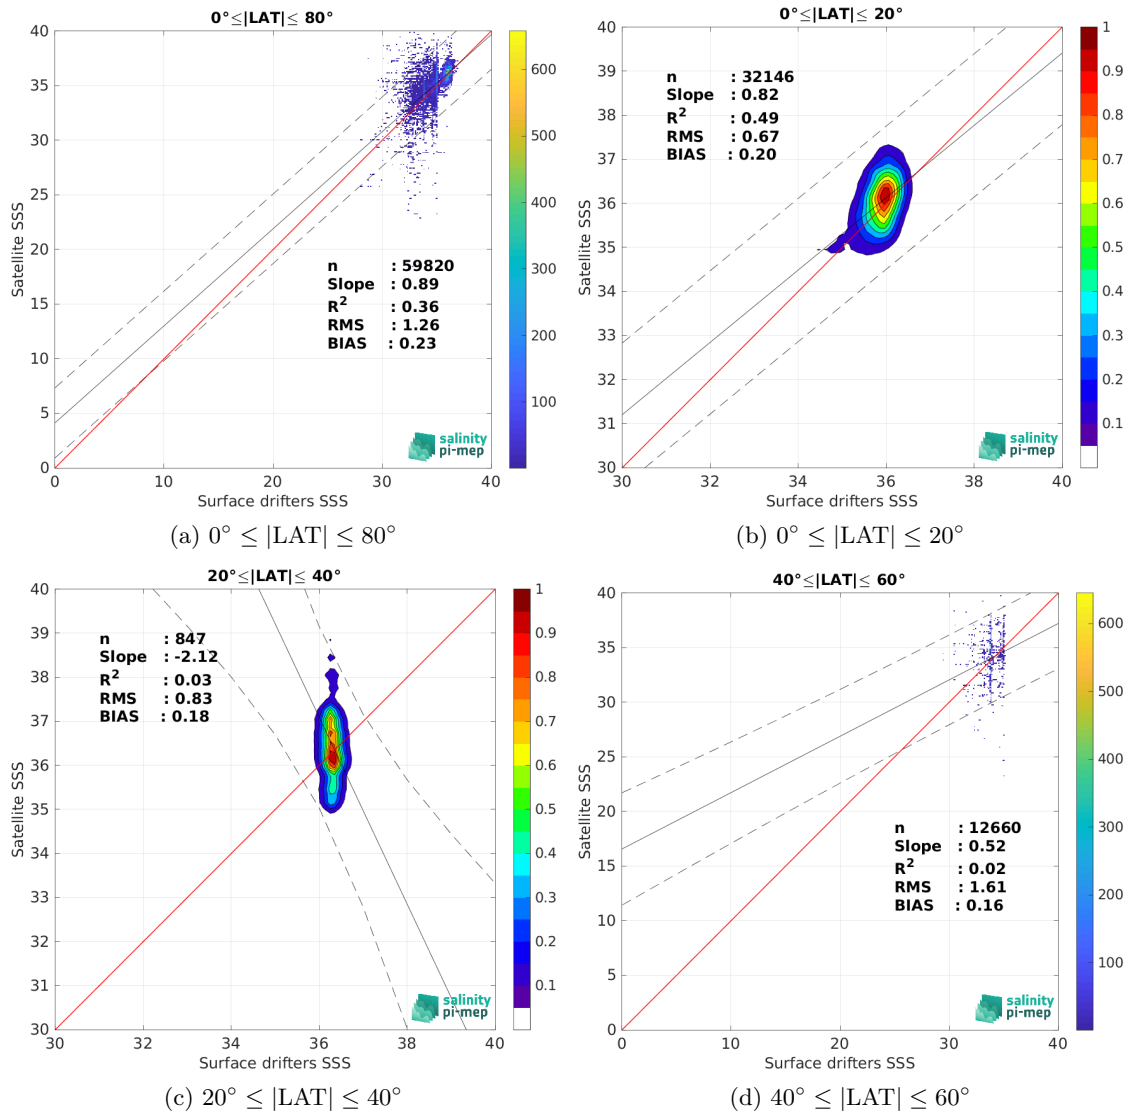 0°≤|LAT|≤ 80°
40
35
30
25
20
15
10
5
0
Satellite SSS
n : 59820
Slope : 0.89
R2 : 0.36
RMS : 1.26
BIAS : 0.23
salinity
pi-mep
0 10 20 30 40
Surface drifters SSS
600
500
400
300
200
100
(a) 0° ≤ |LAT| ≤ 80°
0°≤|LAT|≤ 20°
40
39
38
37
36
35
34
33
32
31
30
Satellite SSS
n : 32146
Slope : 0.82
R2 : 0.49
RMS : 0.67
BIAS : 0.20
salinity
pi-mep
30 32 34 36 38 40
Surface drifters SSS
1
0.9
0.8
0.7
0.6
0.5
0.4
0.3
0.2
0.1
(b) 0° ≤ |LAT| ≤ 20°
20°≤|LAT|≤ 40°
40
39
38
37
36
35
34
33
32
31
30
Satellite SSS
n : 847
Slope : -2.12
R2 : 0.03
RMS : 0.83
BIAS : 0.18
salinity
pi-mep
30 32 34 36 38 40
Surface drifters SSS
1
0.9
0.8
0.7
0.6
0.5
0.4
0.3
0.2
0.1
(c) 20° ≤ |LAT| ≤ 40°
40°≤|LAT|≤ 60°
40
35
30
25
20
15
10
5
0
Satellite SSS
n : 12660
Slope : 0.52
R2 : 0.02
RMS : 1.61
BIAS : 0.16
salinity
pi-mep
0 10 20 30 40
Surface drifters SSS
600
500
400
300
200
100
(d) 40° ≤ |LAT| ≤ 60°